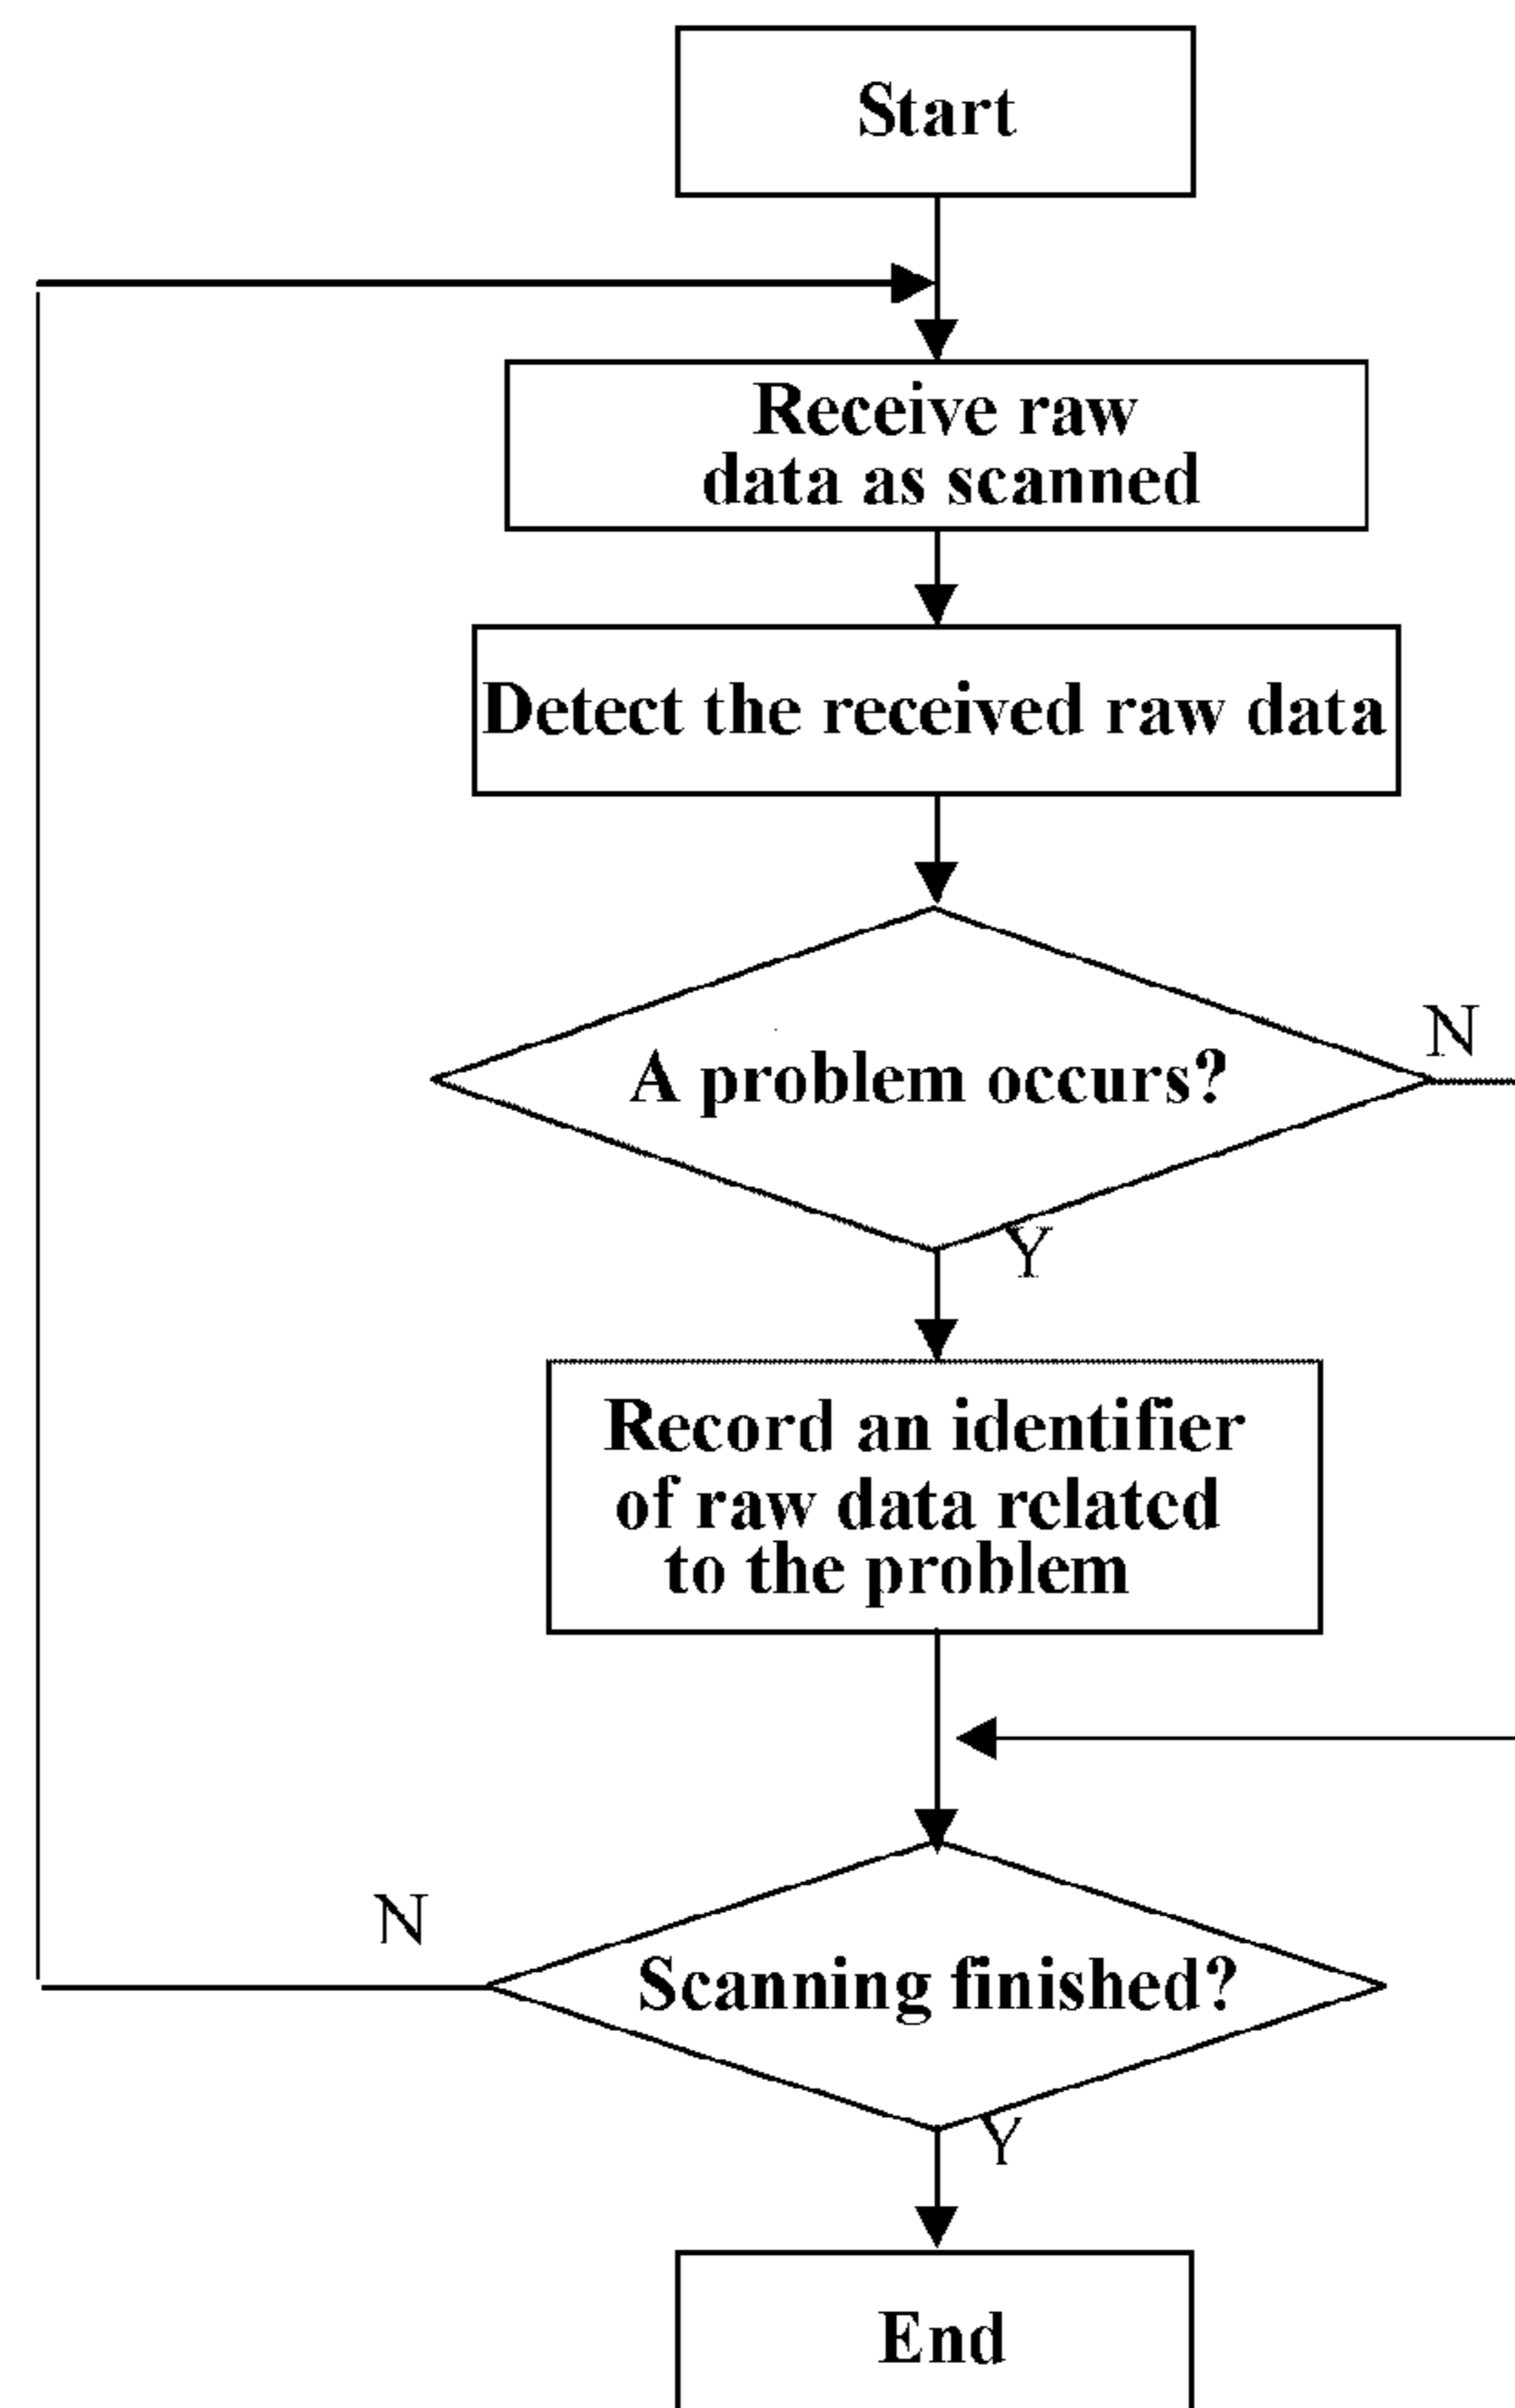 Start
Receive raw
data as scanned
Detect the received raw data
A problem occurs?
N
Y
Record an identifier
of raw data related
to the problem
N
Scanning finished?
Y
End